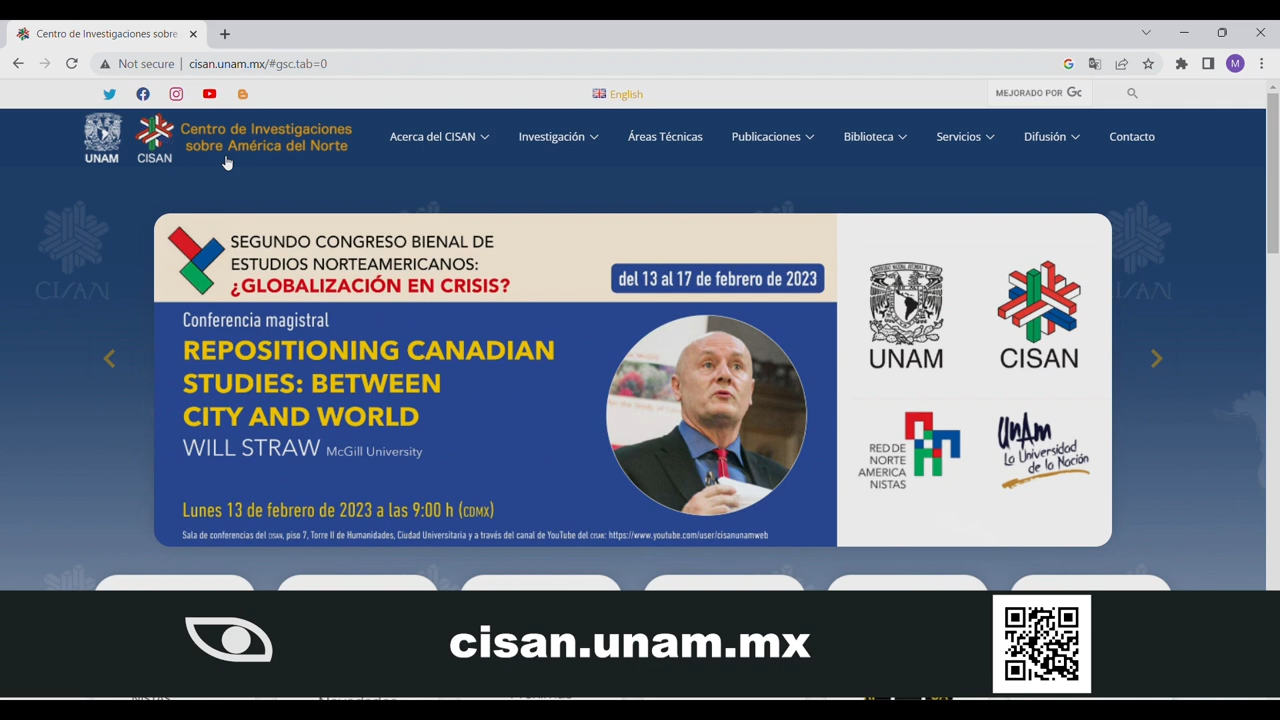 Centro de Investigaciones sobre
Not secure | cisan.unam.mx/#gsc.tab=0
M
English
MEJORADO POR
UNAM
CISAN
Centro de Investigaciones
sobre América del Norte
Acerca del CISAN
Investigación
Áreas Técnicas
Publicaciones
Biblioteca
Servicios
Difusión
Contacto
SEGUNDO CONGRESO BIENAL DE
ESTUDIOS NORTEAMERICANOS:
¿GLOBALIZACIÓN EN CRISIS?
del 13 al 17 de febrero de 2023
Conferencia magistral
REPOSITIONING CANADIAN
STUDIES: BETWEEN
CITY AND WORLD
WILL STRAW McGill University
Lunes 13 de febrero de 2023 a las 9:00 h (CDMX)
Sala de conferencias del CISAN, piso 7, Torre II de Humanidades, Ciudad Universitaria y a través del canal de YouTube del CISAN: https://www.youtube.com/user/cisanunamweb
UNAM
CISAN
RED DE
NORTE
AMERICA
NISTAS
UNAM
La Universidad
de la Nación
cisan.unam.mx